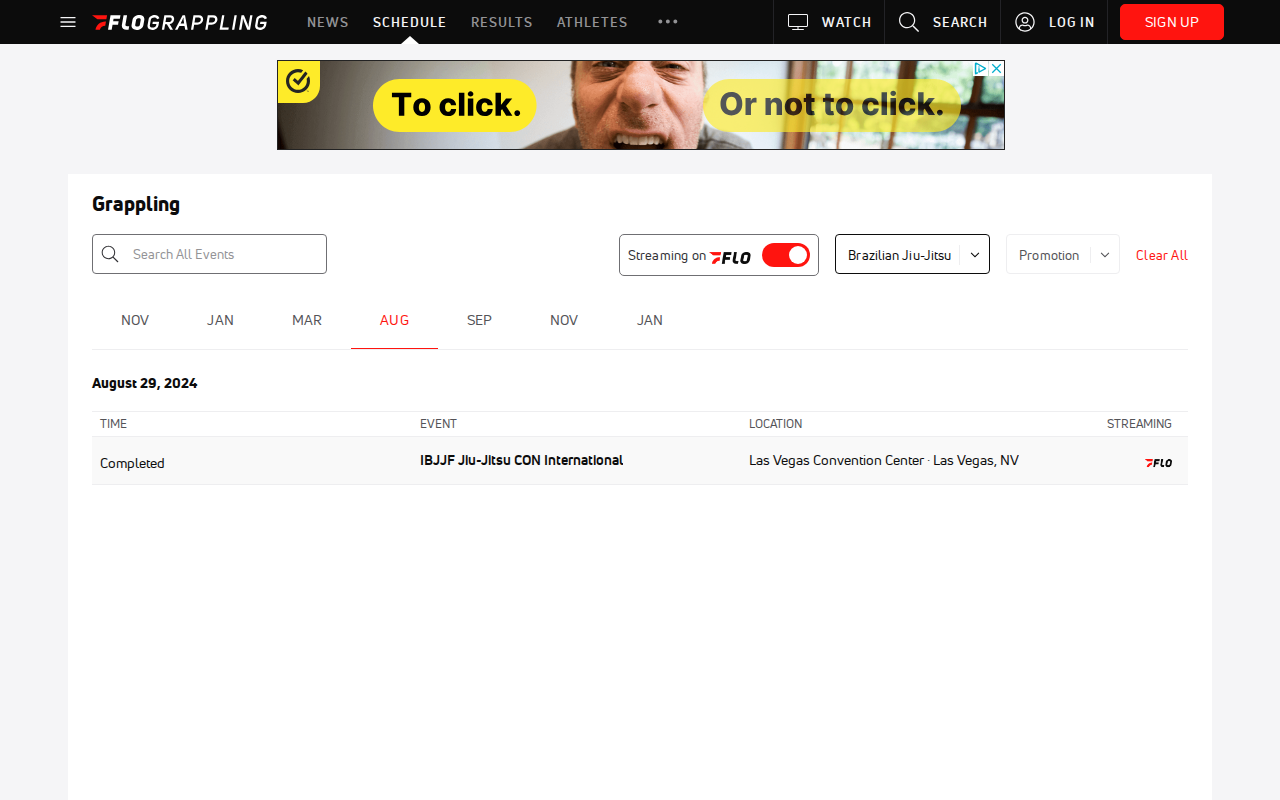 FLOGRAPPLING NEWS SCHEDULE RESULTS ATHLETES WATCH SEARCH LOG IN SIGN UP
To click. Or not to click.
Grappling
Search All Events Streaming on FLO Brazilian Jiu-Jitsu Promotion Clear All
NOV JAN MAR AUG SEP NOV JAN
August 29, 2024
TIME EVENT LOCATION STREAMING
Completed IBJJF Jiu-Jitsu CON International Las Vegas Convention Center · Las Vegas, NV FLO